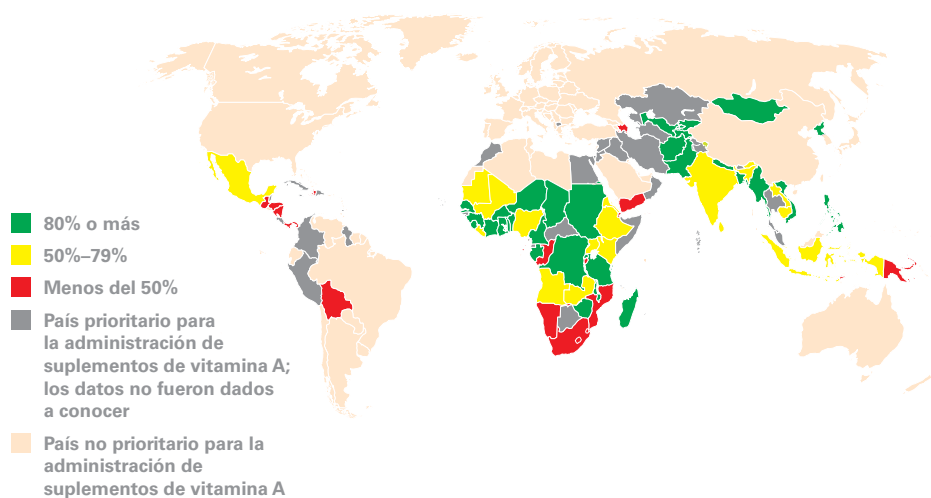 80% o más
50%–79%
Menos del 50%
País prioritario para
la administración de
suplementos de vitamina A;
los datos no fueron dados
a conocer
País no prioritario para la
administración de
suplementos de vitamina A